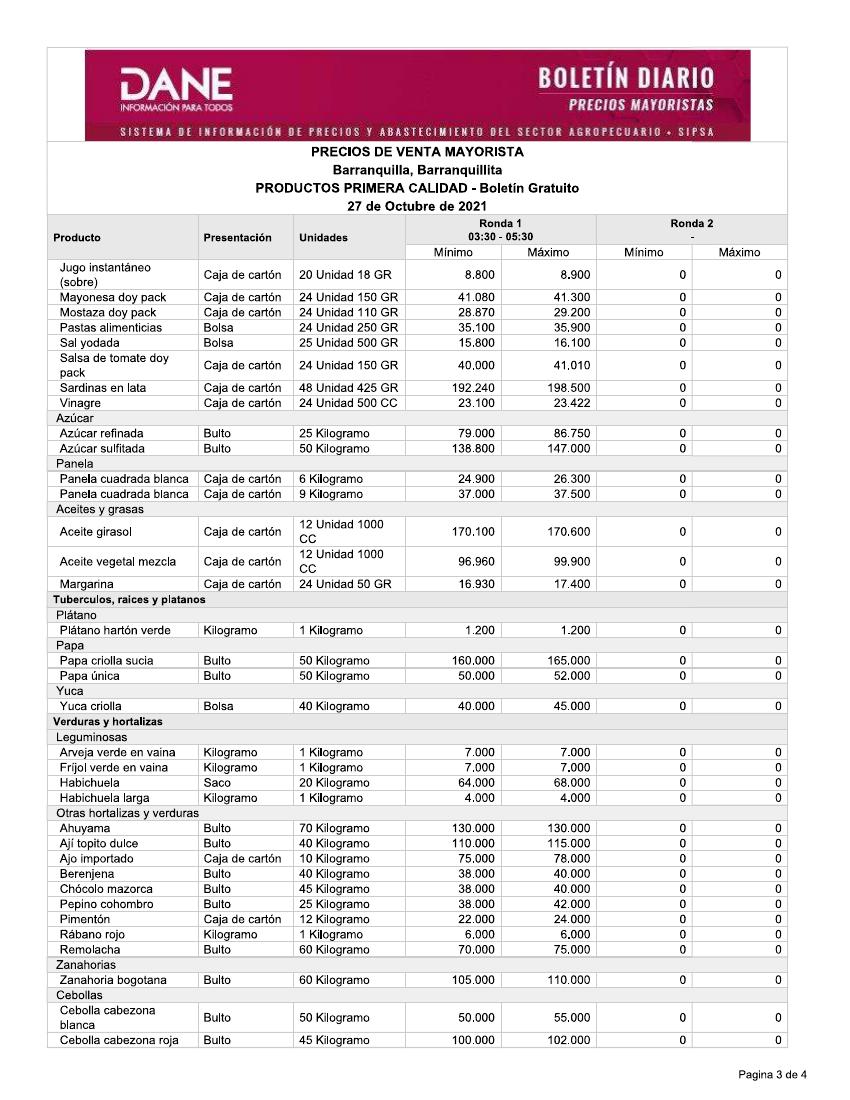 DANE
INFORMACIÓN PARA TODOS
BOLETÍN DIARIO
PRECIOS MAYORISTAS
SISTEMA DE INFORMACIÓN DE PRECIOS Y ABASTECIMIENTO DEL SECTOR AGROPECUARIO • SIPSA
PRECIOS DE VENTA MAYORISTA
Barranquilla, Barranquillita
PRODUCTOS PRIMERA CALIDAD - Boletín Gratuito
27 de Octubre de 2021
Producto Presentación Unidades Ronda 1 Ronda 2
03:30 - 05:30 -
Mínimo Máximo Mínimo Máximo
Jugo instantáneo
(sobre) Caja de cartón 20 Unidad 18 GR 8.800 8.900 0 0
Mayonesa doy pack Caja de cartón 24 Unidad 150 GR 41.080 41.300 0 0
Mostaza doy pack Caja de cartón 24 Unidad 110 GR 28.870 29.200 0 0
Pastas alimenticias Bolsa 24 Unidad 250 GR 35.100 35.900 0 0
Sal yodada Bolsa 25 Unidad 500 GR 15.800 16.100 0 0
Salsa de tomate doy
pack Caja de cartón 24 Unidad 150 GR 40.000 41.010 0 0
Sardinas en lata Caja de cartón 48 Unidad 425 GR 192.240 198.500 0 0
Vinagre Caja de cartón 24 Unidad 500 CC 23.100 23.422 0 0
Azúcar
Azúcar refinada Bulto 25 Kilogramo 79.000 86.750 0 0
Azúcar sulfitada Bulto 50 Kilogramo 138.800 147.000 0 0
Panela
Panela cuadrada blanca Caja de cartón 6 Kilogramo 24.900 26.300 0 0
Panela cuadrada blanca Caja de cartón 9 Kilogramo 37.000 37.500 0 0
Aceites y grasas
Aceite girasol Caja de cartón 12 Unidad 1000
CC 170.100 170.600 0 0
Aceite vegetal mezcla Caja de cartón 12 Unidad 1000
CC 96.960 99.900 0 0
Margarina Caja de cartón 24 Unidad 50 GR 16.930 17.400 0 0
Tuberculos, raices y platanos
Plátano
Plátano hartón verde Kilogramo 1 Kilogramo 1.200 1.200 0 0
Papa
Papa criolla sucia Bulto 50 Kilogramo 160.000 165.000 0 0
Papa única Bulto 50 Kilogramo 50.000 52.000 0 0
Yuca
Yuca criolla Bolsa 40 Kilogramo 40.000 45.000 0 0
Verduras y hortalizas
Leguminosas
Arveja verde en vaina Kilogramo 1 Kilogramo 7.000 7.000 0 0
Fríjol verde en vaina Kilogramo 1 Kilogramo 7.000 7.000 0 0
Habichuela Saco 20 Kilogramo 64.000 68.000 0 0
Habichuela larga Kilogramo 1 Kilogramo 4.000 4.000 0 0
Otras hortalizas y verduras
Ahuyama Bulto 70 Kilogramo 130.000 130.000 0 0
Ají topito dulce Bulto 40 Kilogramo 110.000 115.000 0 0
Ajo importado Caja de cartón 10 Kilogramo 75.000 78.000 0 0
Berenjena Bulto 40 Kilogramo 38.000 40.000 0 0
Chócolo mazorca Bulto 45 Kilogramo 38.000 40.000 0 0
Pepino cohombro Bulto 25 Kilogramo 38.000 42.000 0 0
Pimentón Caja de cartón 12 Kilogramo 22.000 24.000 0 0
Rábano rojo Kilogramo 1 Kilogramo 6.000 6.000 0 0
Remolacha Bulto 60 Kilogramo 70.000 75.000 0 0
Zanahorias
Zanahoria bogotana Bulto 60 Kilogramo 105.000 110.000 0 0
Cebollas
Cebolla cabezona
blanca Bulto 50 Kilogramo 50.000 55.000 0 0
Cebolla cabezona roja Bulto 45 Kilogramo 100.000 102.000 0 0
Pagina 3 de 4